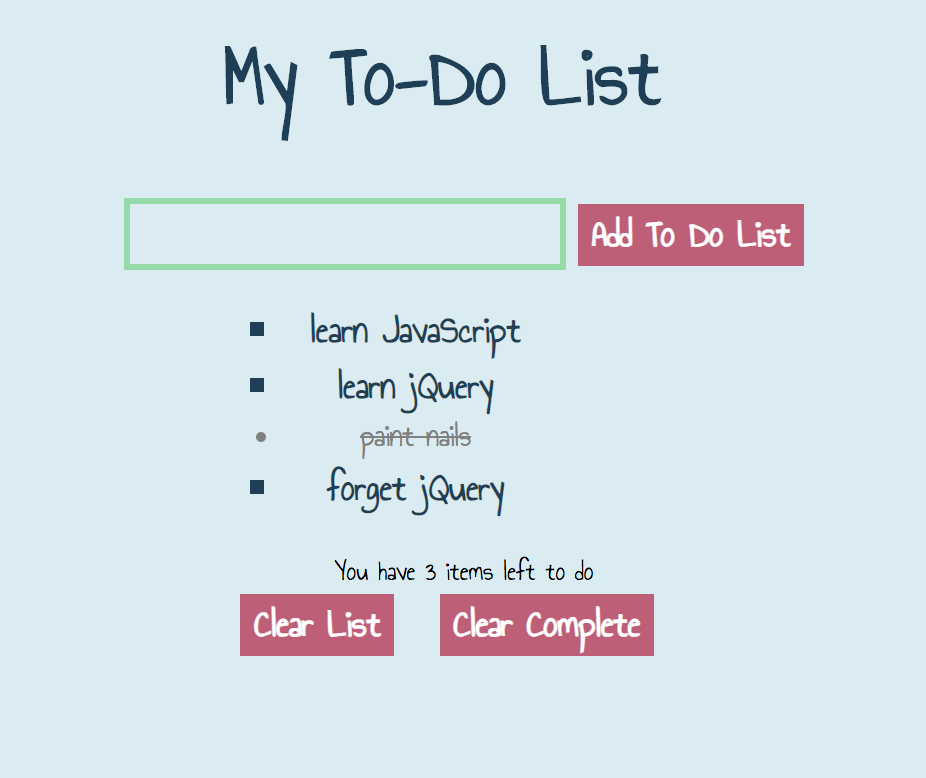 My To-Do List
Add To Do List
learn JavaScript
learn jQuery
paint nails
forget jQuery
You have 3 items left to do
Clear List
Clear Complete